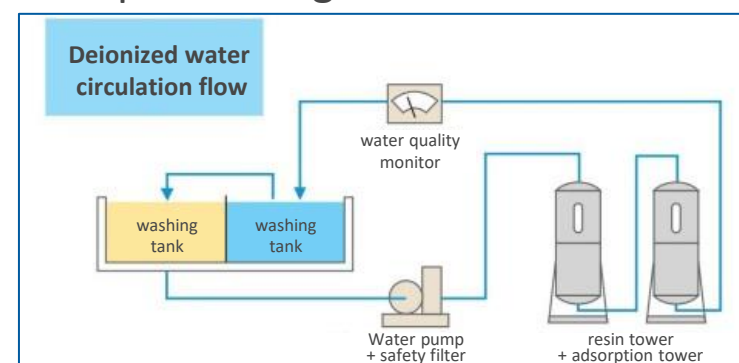 Deionized water
circulation flow
water quality
monitor
washing
tank
washing
tank
Water pump
+ safety filter
resin tower
+ adsorption tower